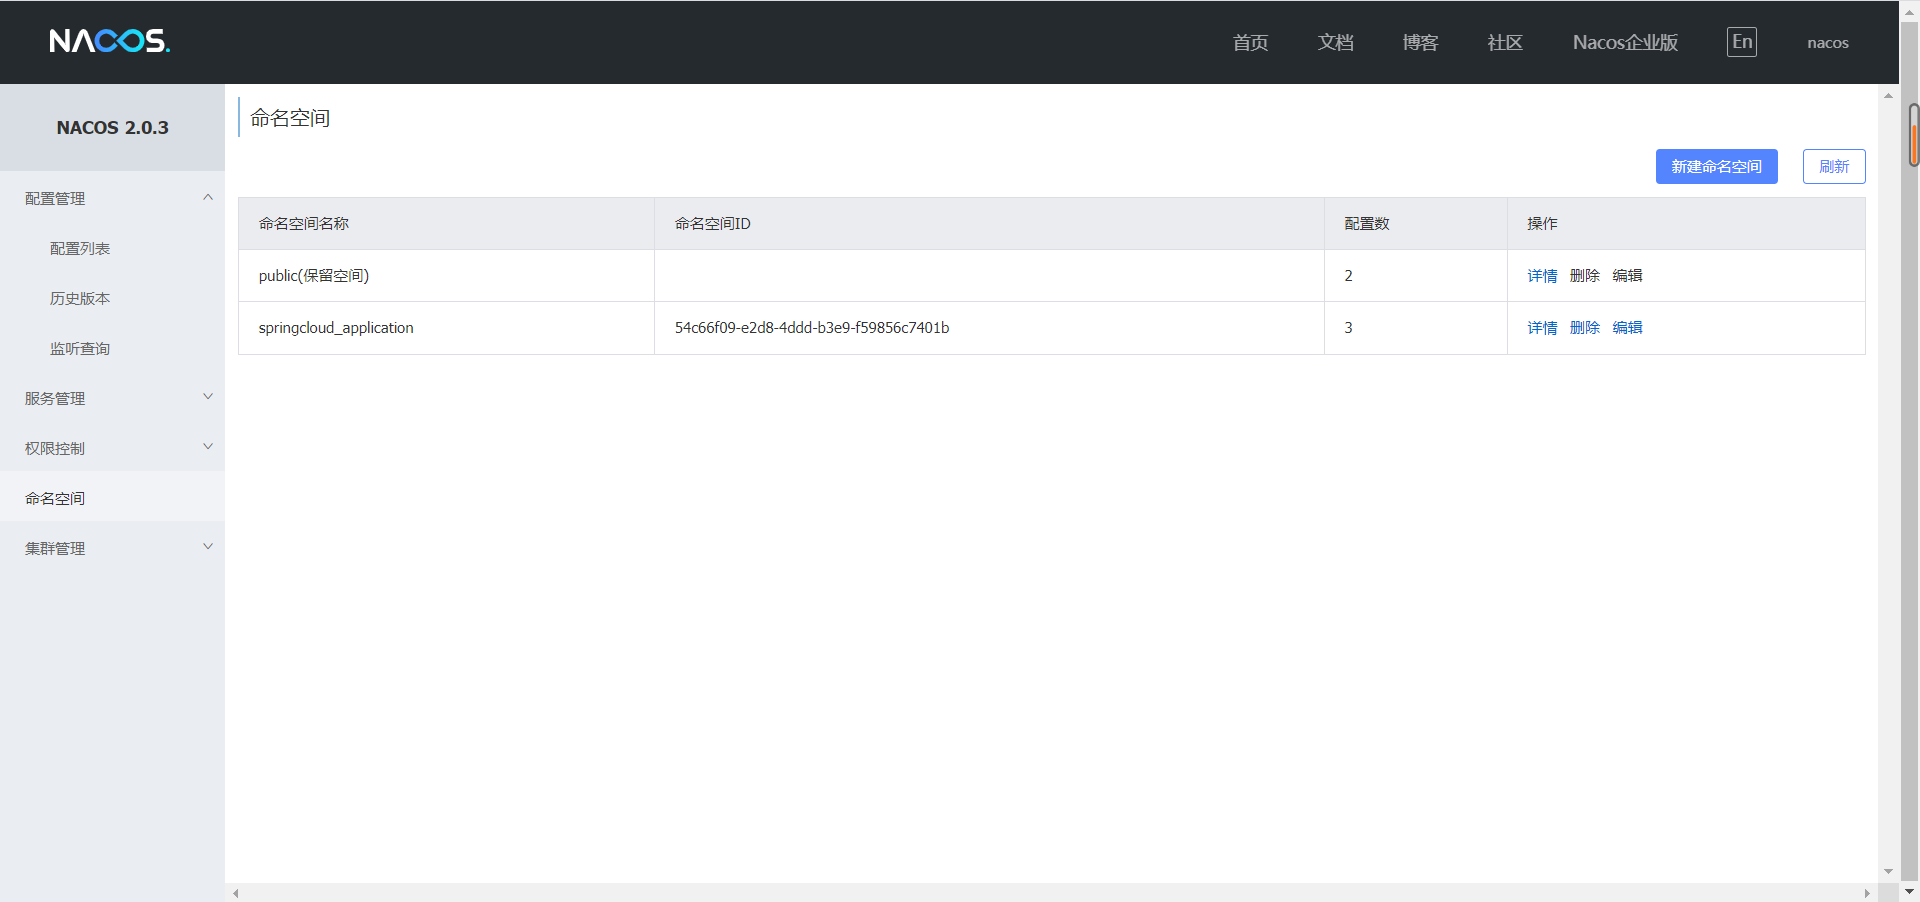 NACOS. 首页 文档 博客 社区 Nacos企业版 En nacos
NACOS 2.0.3
配置管理
配置列表
历史版本
监听查询
服务管理
权限控制
命名空间
集群管理
命名空间
新建命名空间 刷新
命名空间名称 命名空间ID 配置数 操作
public(保留空间) 2 详情 删除 编辑
springcloud_application 54c66f09-e2d8-4ddd-b3e9-f59856c7401b 3 详情 删除 编辑